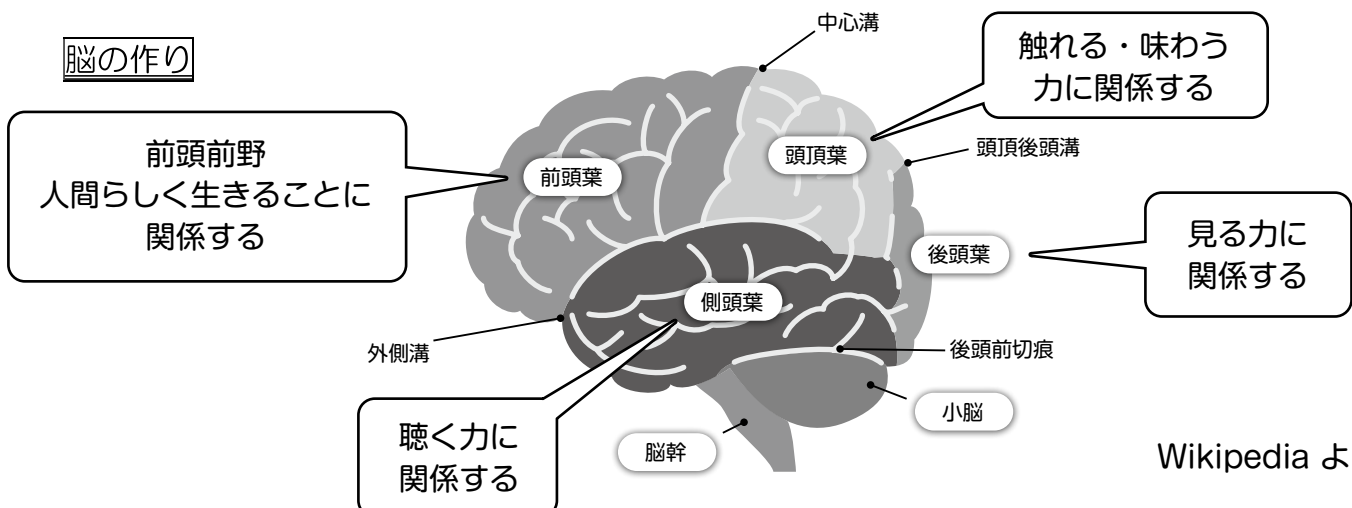 脳の作り
中心溝
触れる・味わう
力に関係する
前頭前野
人間らしく生きることに
関係する
前頭葉
頭頂葉
頭頂後頭溝
見る力に
関係する
後頭葉
側頭葉
外側溝
後頭前切痕
小脳
聴く力に
関係する
脳幹
Wikipedia よ